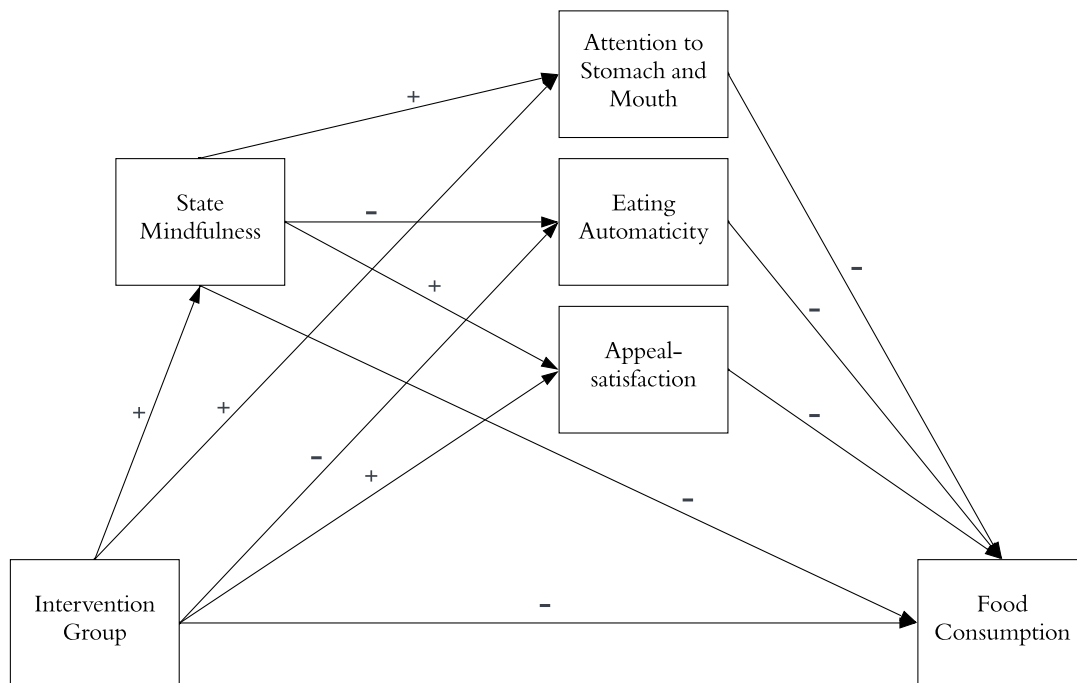 Attention to
Stomach and
Mouth
+
State
Mindfulness
-
Eating
Automaticity
+
-
-
Appeal-
satisfaction
+
+
-
-
+
-
Intervention
Group
-
Food
Consumption